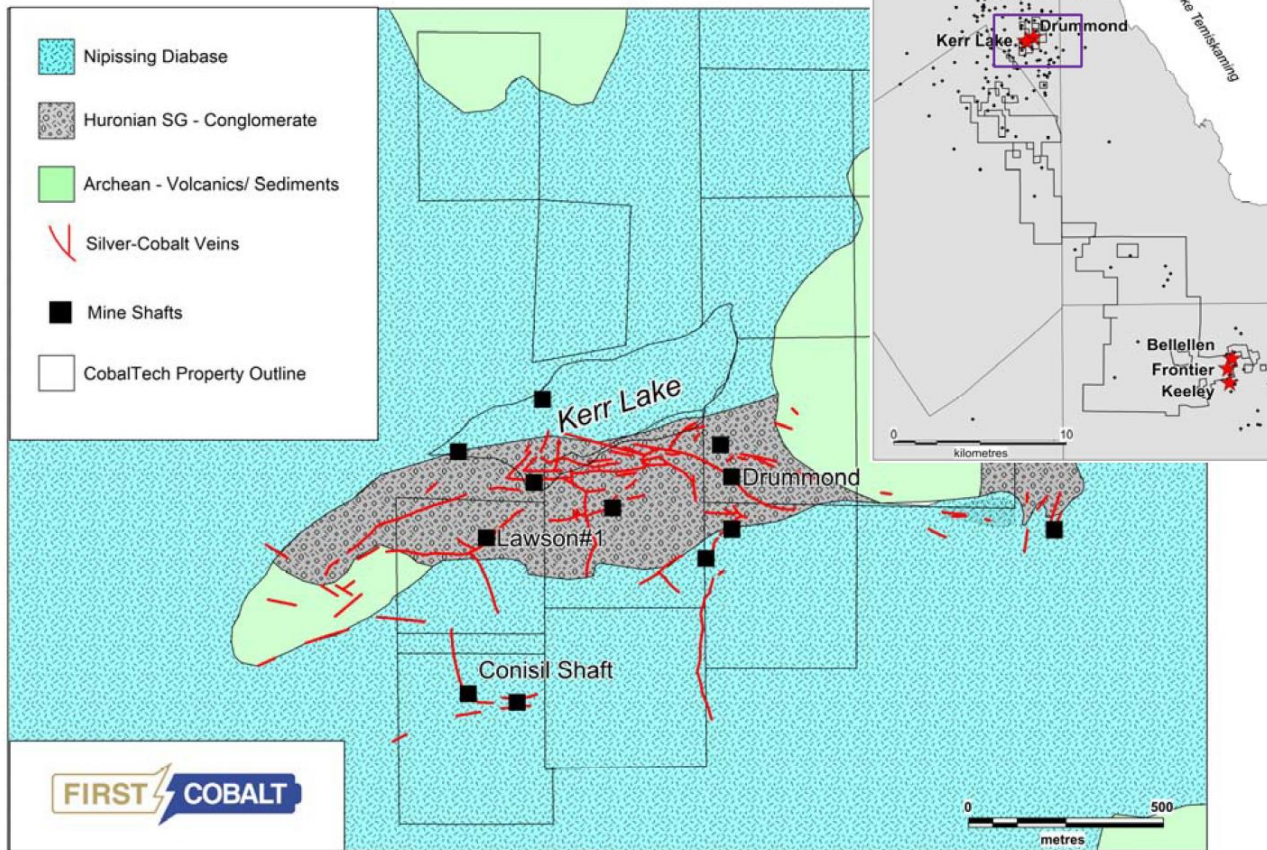 Nipissing Diabase
Huronian SG - Conglomerate
Archean - Volcanics/ Sediments
Silver-Cobalt Veins
Mine Shafts
CobalTech Property Outline
Drummond
Kerr Lake
Temiskaming
Bellellen
Frontier
Keeley
0
10
kilometres
Kerr Lake
Drummond
Lawson#1
Conisil Shaft
FIRST COBALT
0
500
metres